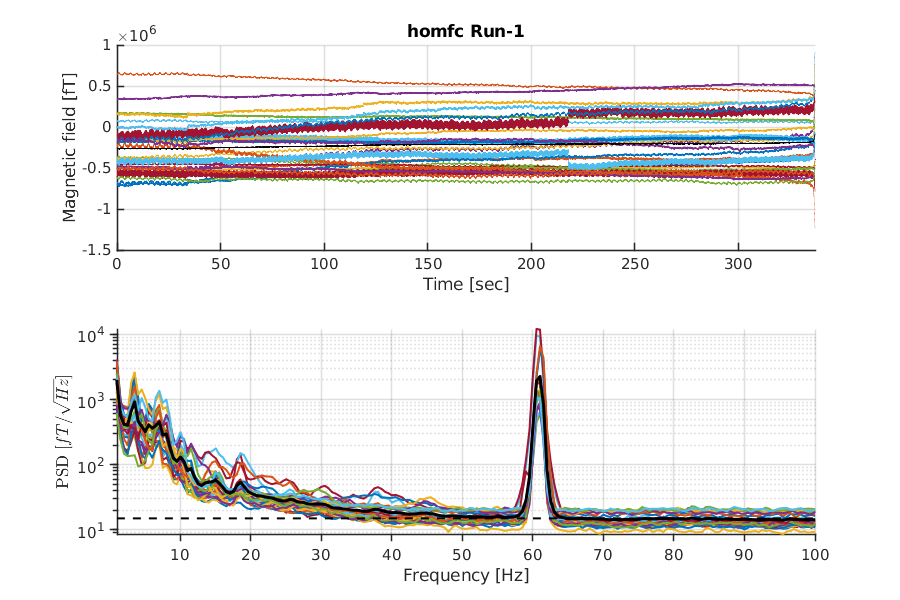 homfc Run-1
×10^6
1
0.5
0
-0.5
-1
-1.5
Magnetic ffield [fT]
0 50 100 150 200 250 300
Time [sec]
10^4
10^3
10^2
10^1
PSD [fT/√Hz]
10 20 30 40 50 60 70 80 90 100
Frequency [Hz]